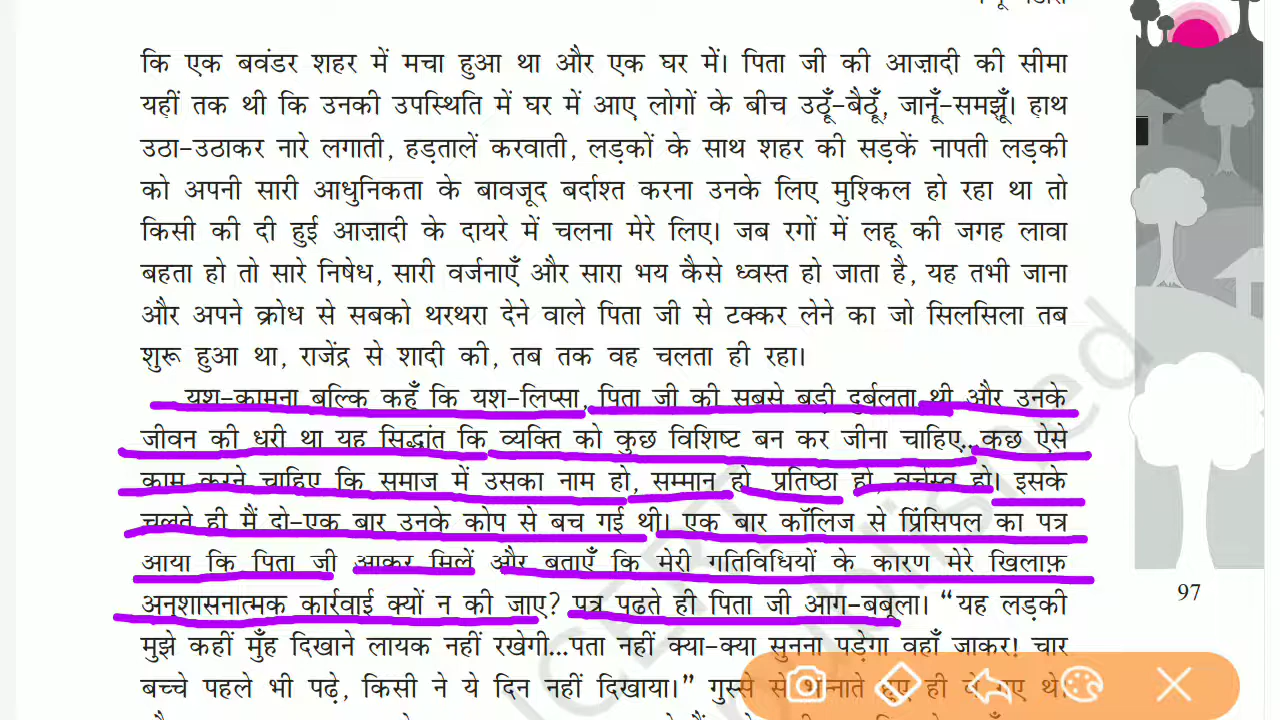 कि एक बवंडर शहर में मचा हुआ था और एक घर में। पिता जी की आज़ादी की सीमा
यहीं तक थी कि उनकी उपस्थिति में घर में आए लोगों के बीच उठूँ-बैठूँ, जानूँ-समझूँ। हाथ
उठा-उठाकर नारे लगाती, हड़तालें करवाती, लड़कों के साथ शहर की सड़कें नापती लड़की
को अपनी सारी आधुनिकता के बावजूद बर्दाश्त करना उनके लिए मुश्किल हो रहा था तो
किसी की दी हुई आज़ादी के दायरे में चलना मेरे लिए। जब रगों में लहू की जगह लावा
बहता हो तो सारे निषेध, सारी वर्जनाएँ और सारा भय कैसे ध्वस्त हो जाता है, यह तभी जाना
और अपने क्रोध से सबको थरथरा देने वाले पिता जी से टक्कर लेने का जो सिलसिला तब
शुरू हुआ था, राजेंद्र से शादी की, तब तक वह चलता ही रहा।
यश-कामना बल्कि कहूँ कि यश-लिप्सा, पिता जी की सबसे बड़ी दुर्बलता थी और उनके
जीवन की धुरी था यह सिद्धांत कि व्यक्ति को कुछ विशिष्ट बन कर जीना चाहिए...कुछ ऐसे
काम करने चाहिए कि समाज में उसका नाम हो, सम्मान हो, प्रतिष्ठा हो, वर्चस्व हो। इसके
चलते ही मैं दो-एक बार उनके कोप से बच गई थी। एक बार कॉलिज से प्रिंसिपल का पत्र
आया कि पिता जी आकर मिलें और बताएँ कि मेरी गतिविधियों के कारण मेरे खिलाफ़
अनुशासनात्मक कार्रवाई क्यों न की जाए? पत्र पढ़ते ही पिता जी आग-बबूला। “यह लड़की
97
मुझे कहीं मुँह दिखाने लायक नहीं रखेगी...पता नहीं क्या-क्या सुनना पड़ेगा वहाँ जाकर! चार
बच्चे पहले भी पढ़े, किसी ने ये दिन नहीं दिखाया।” गुस्से से